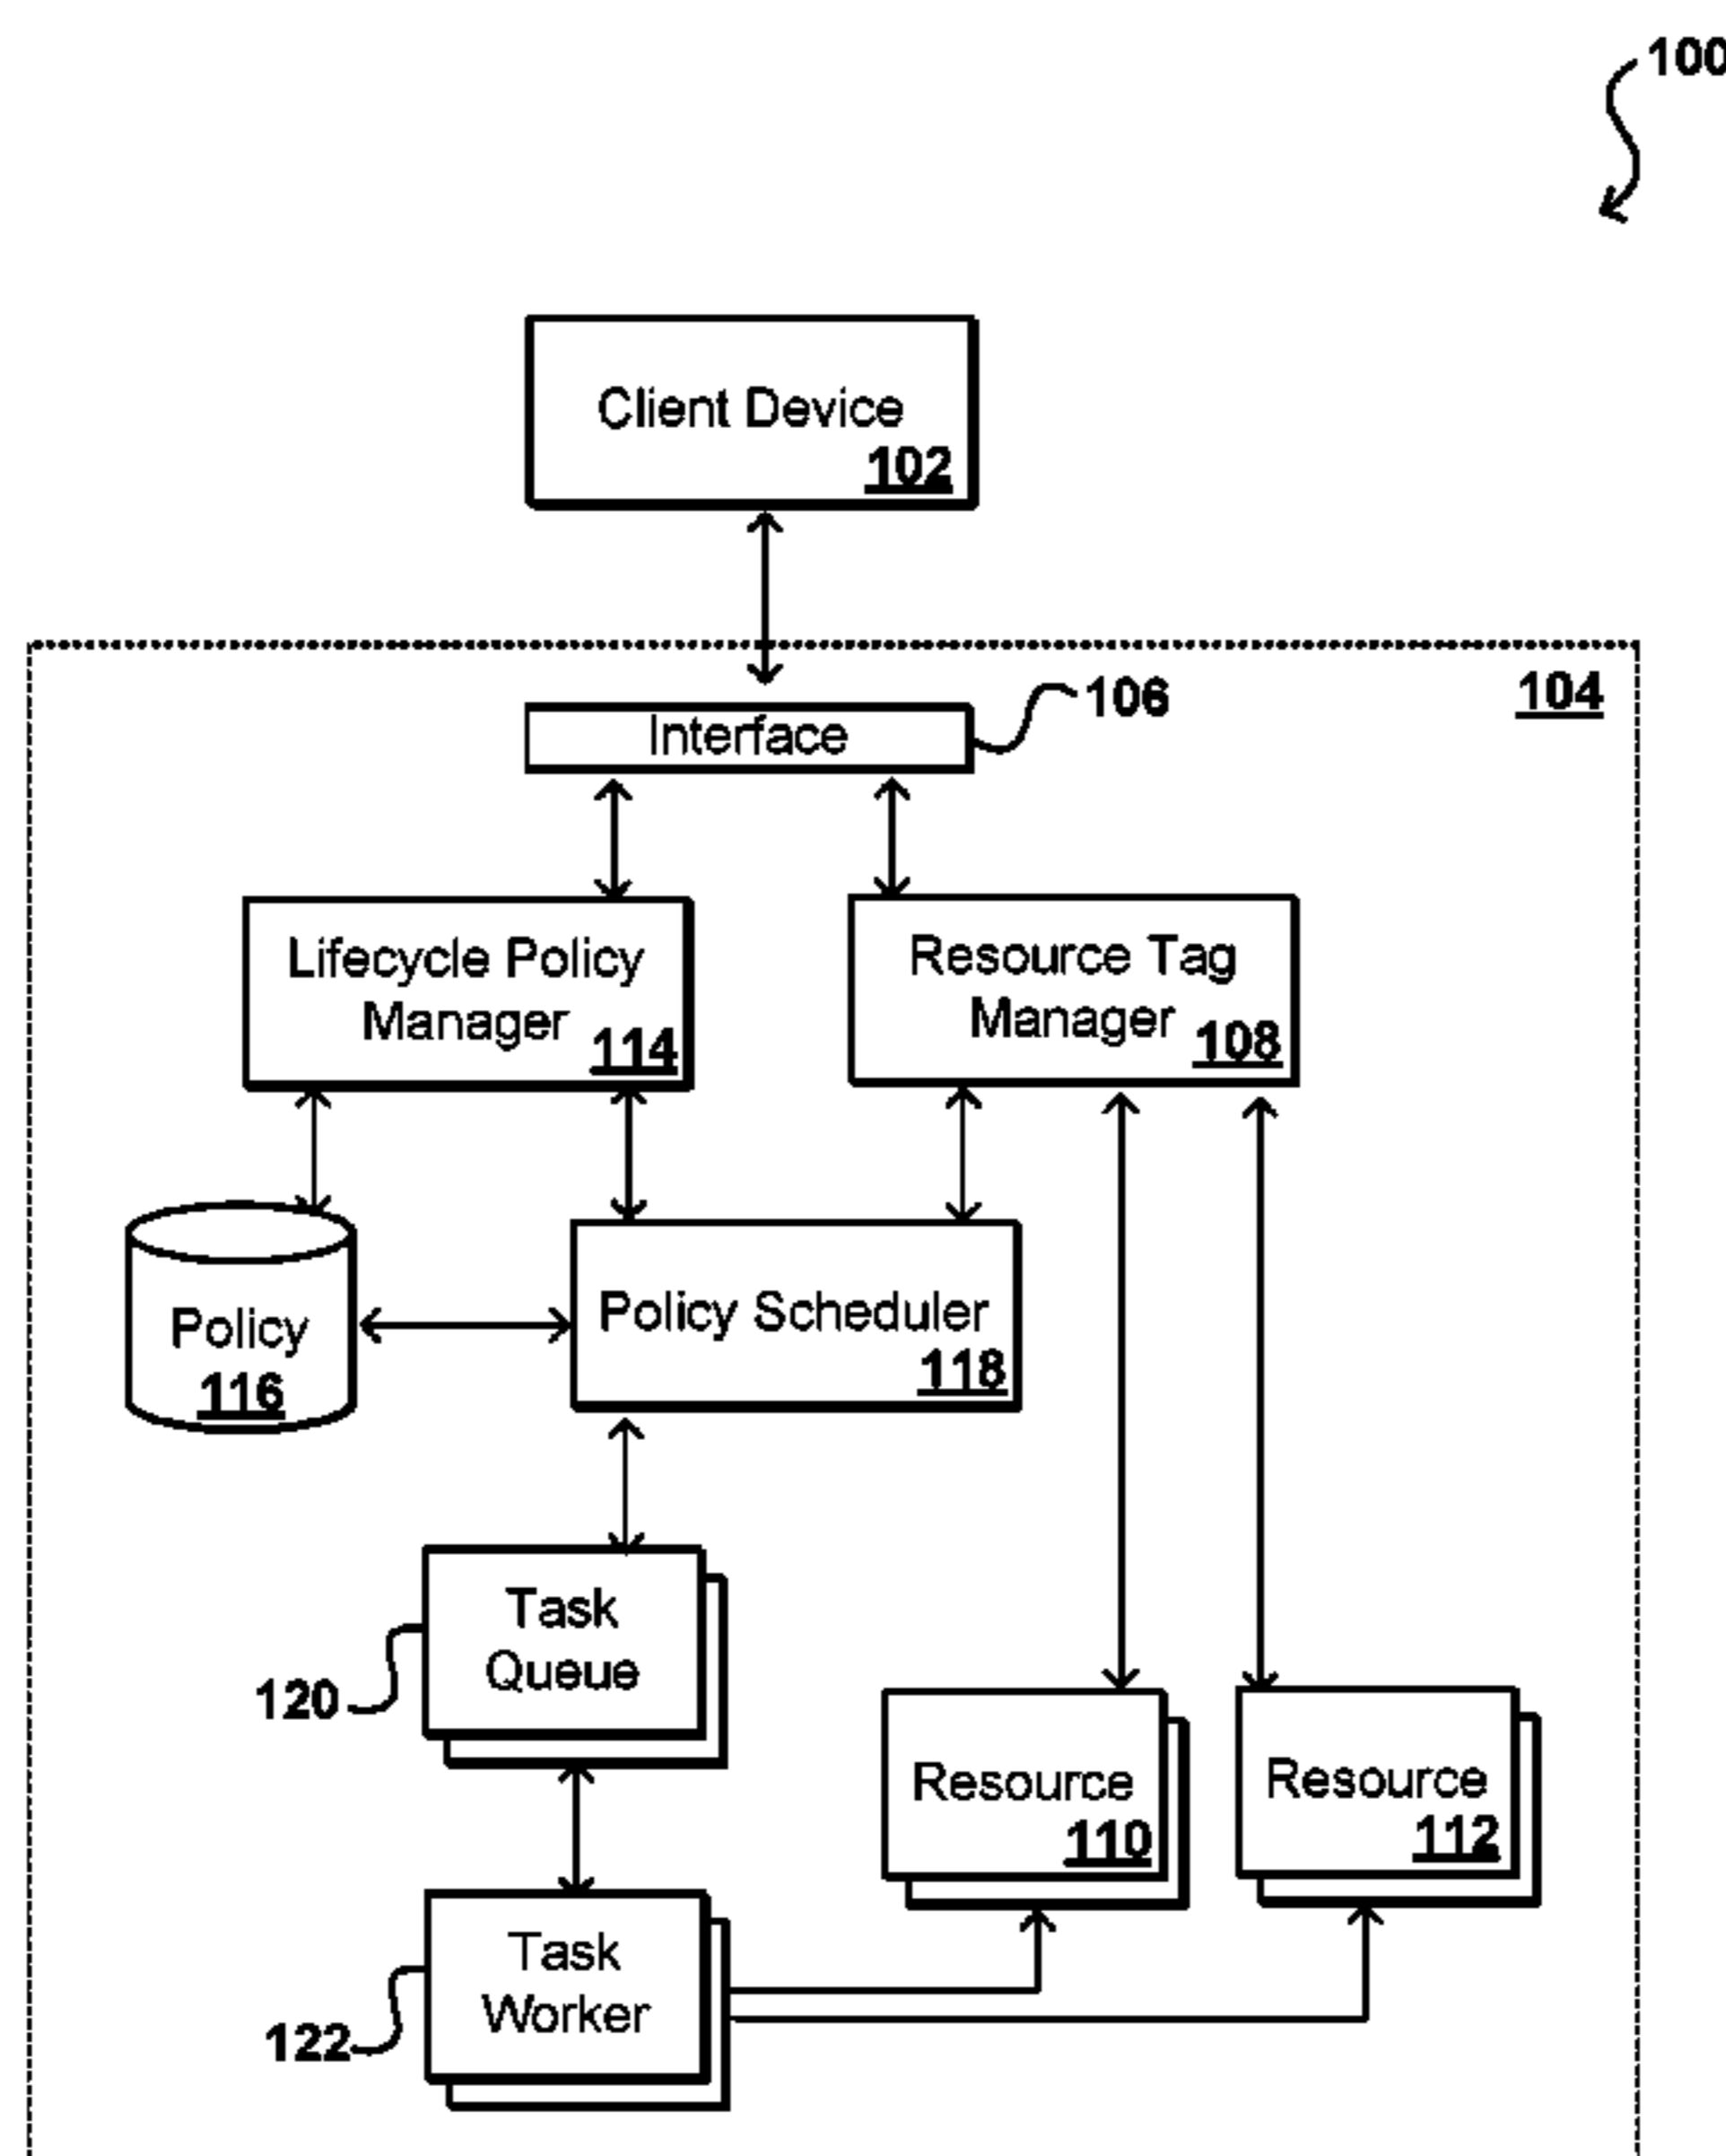 100
Client Device
102
104
106
Interface
Lifecycle Policy
Manager
114
Resource Tag
Manager
108
Policy
116
Policy Scheduler
118
Task
Queue
120
Resource
110
Resource
112
Task
Worker
122